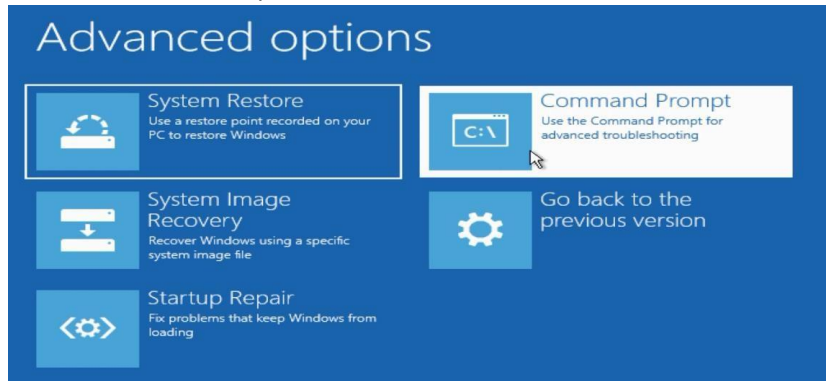 Advanced options
System Restore
Use a restore point recorded on your
PC to restore Windows
Command Prompt
Use the Command Prompt for
advanced troubleshooting
C:\
System Image
Recovery
Recover Windows using a specific
system image file
Go back to the
previous version
Startup Repair
Fix problems that keep Windows from
loading